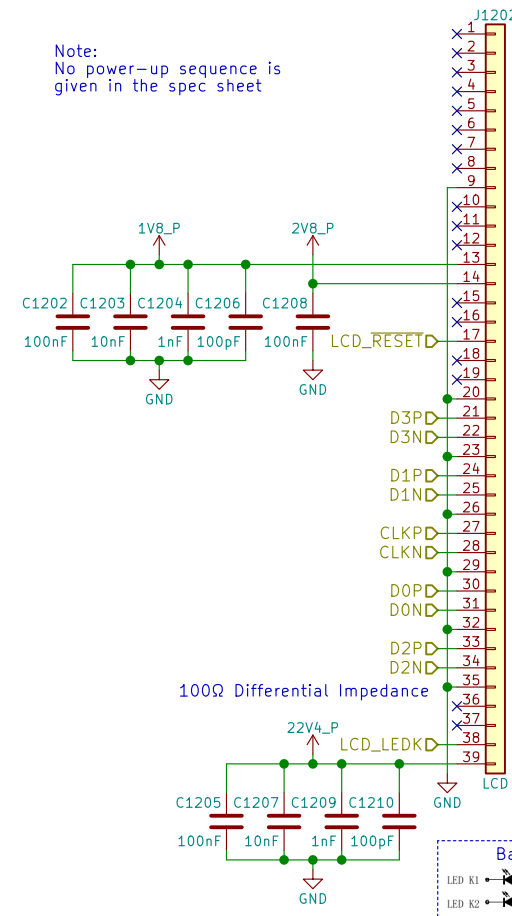 J1202
Note:
No power-up sequence is
given in the spec sheet
1
2
3
4
5
6
7
8
9
10
11
12
13
14
15
16
17
18
19
20
21
22
23
24
25
26
27
28
29
30
31
32
33
34
35
36
37
38
39
1V8_P
2V8_P
C1202 C1203 C1204 C1206 C1208
100nF 10nF 1nF 100pF 100nF
LCD_RESET
GND
GND
D3P
D3N
D1P
D1N
CLKP
CLKN
D0P
D0N
D2P
D2N
100Ω Differential Impedance
22V4_P
LCD_LEDK
LCD
GND
C1205 C1207 C1209 C1210
100nF 10nF 1nF 100pF
GND
Ba
LED K1
LED K2